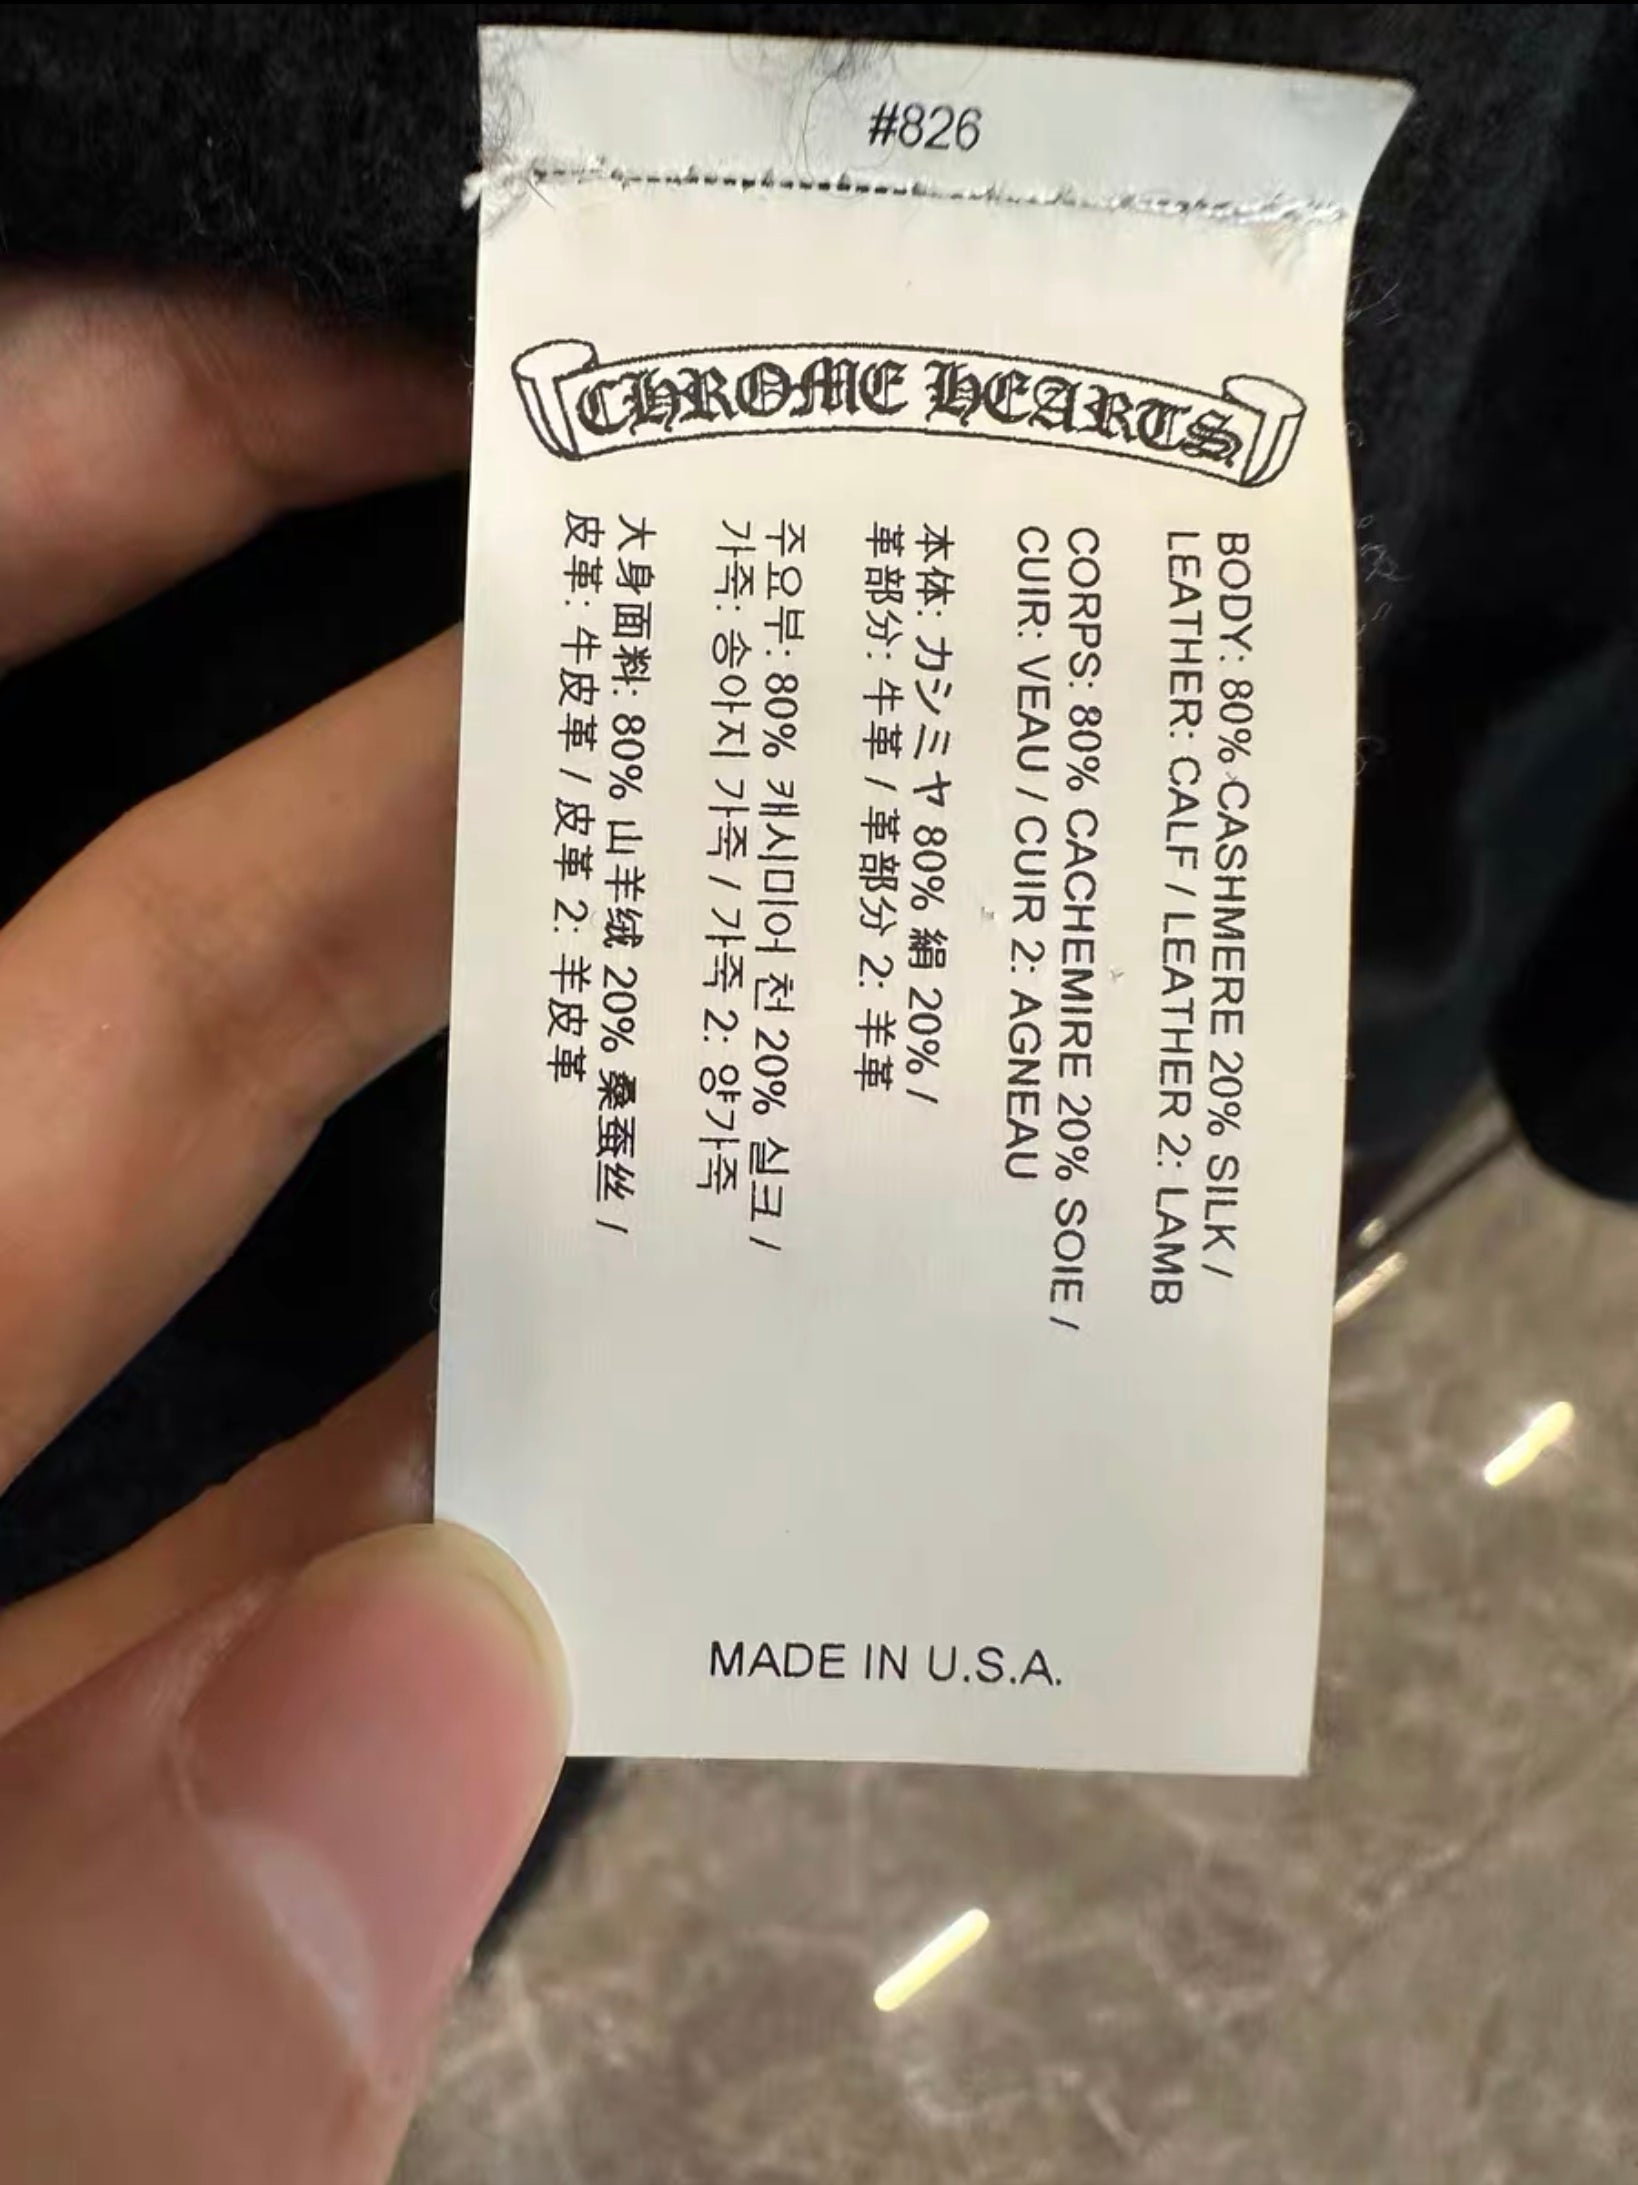 #826
CHROME HEARTS
BODY: 80% CASHMERE 20% SILK /
LEATHER: CALF / LEATHER 2: LAMB
CORPS: 80% CACHEMIRE 20% SOIE /
CUIR: VEAU / CUIR 2: AGNEAU
本体: カシミヤ 80% 絹 20% /
革部分: 牛革 / 革部分 2: 羊革
주요부: 80% 캐시미어 천 20% 실크 /
가죽: 송아지 가죽 / 가죽 2: 양가죽
大身面料: 80% 山羊绒 20% 桑蚕丝 /
皮革: 牛皮革 / 皮革 2: 羊皮革
MADE IN U.S.A.